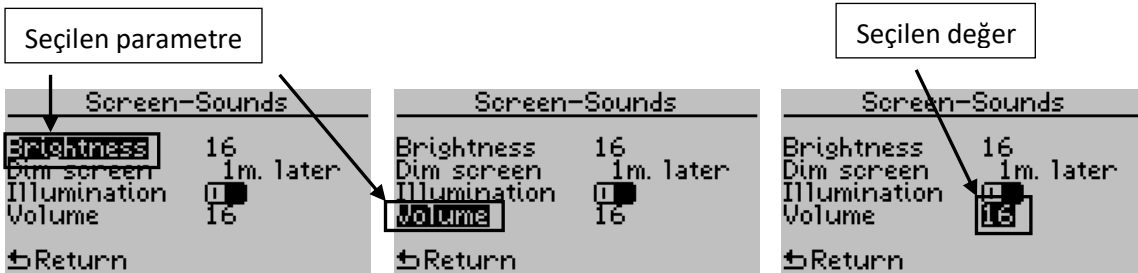 Seçilen parametre
Seçilen değer
Screen-Sounds
Brightness 16
Dim screen 1m. later
Illumination
Volume 16
Return
Screen-Sounds
Brightness 16
Dim screen 1m. later
Illumination
Volume 16
Return
Screen-Sounds
Brightness 16
Dim screen 1m. later
Illumination
Volume 16
Return